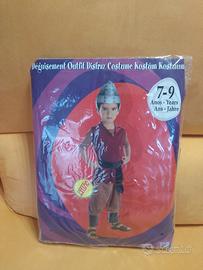 Déguisement Outfit Disfraz Costume Kostüm Kostuum
7-9
Anos - Years
Ans - Jahre